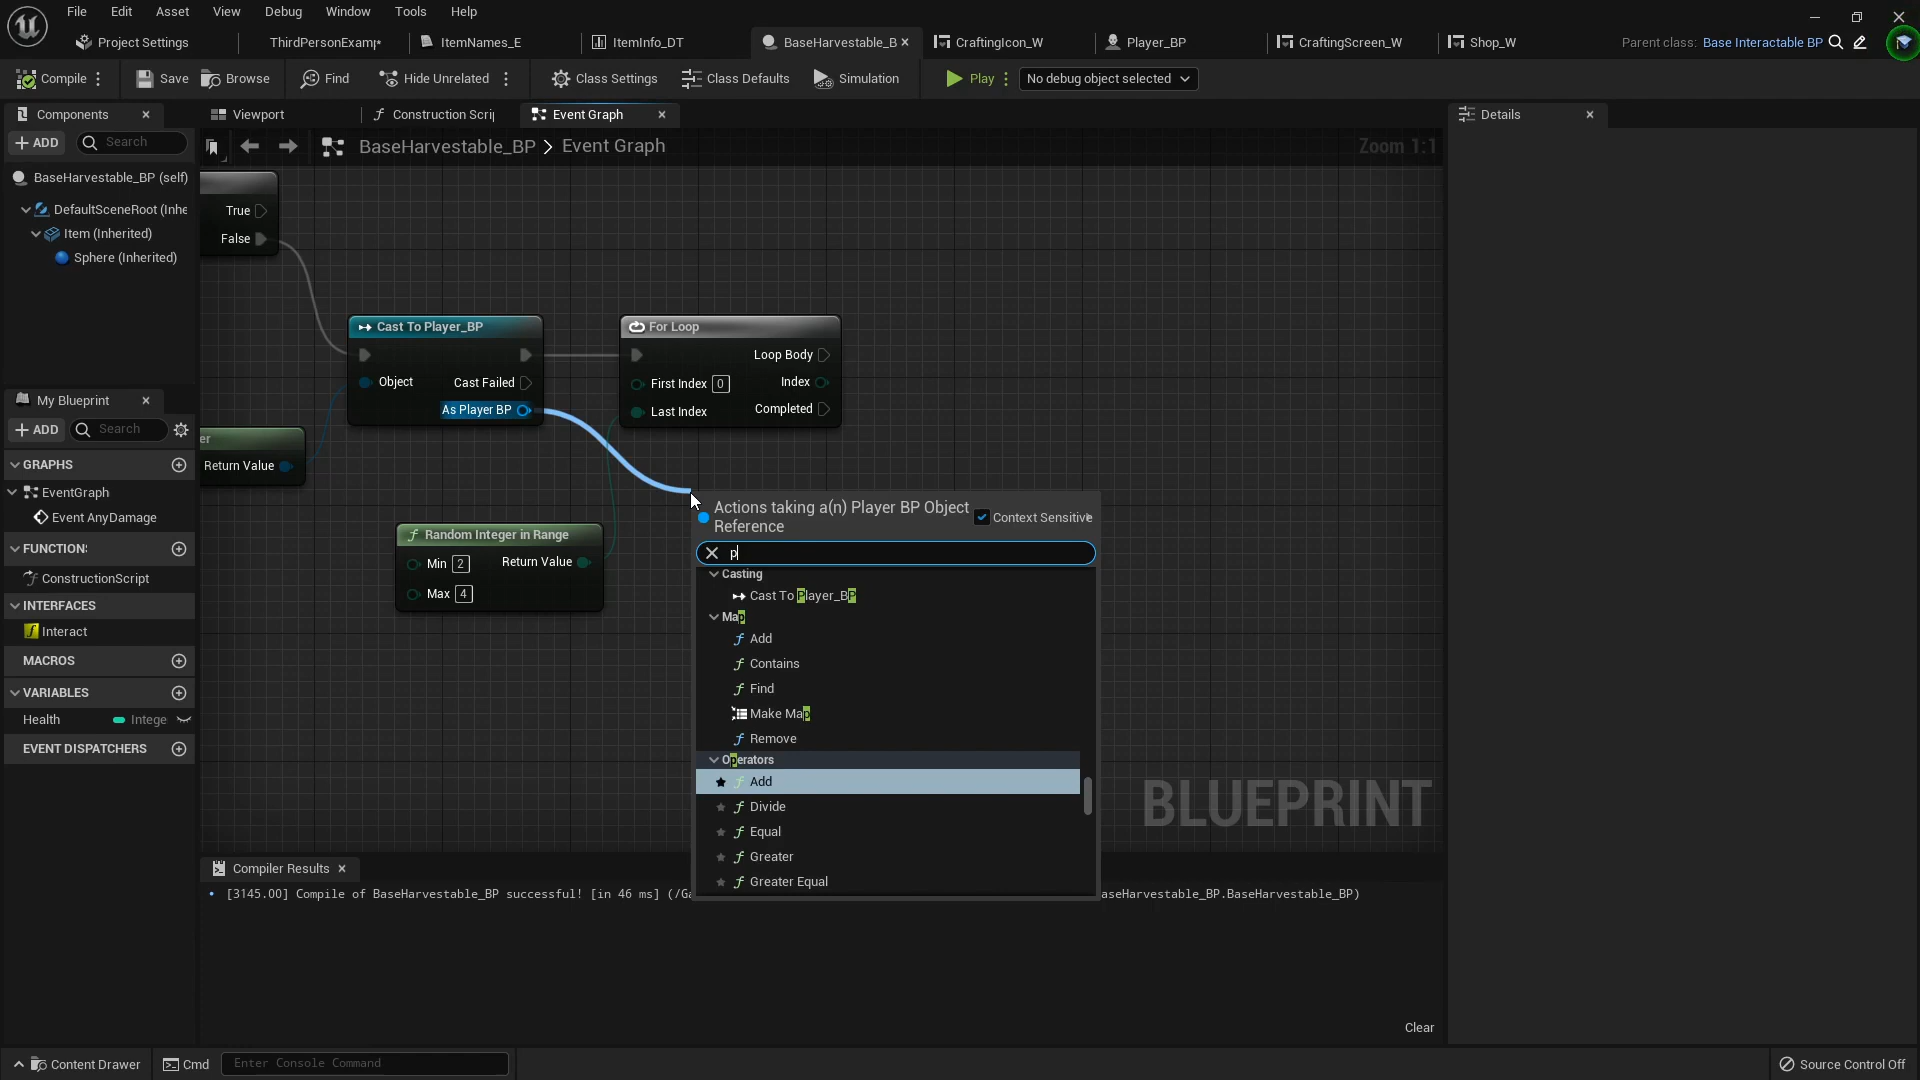 File Edit Asset View Debug Window Tools Help
Project Settings
ThirdPersonExamp*
ItemNames_E
ItemInfo_DT
BaseHarvestable_B
CraftingIcon_W
Player_BP
CraftingScreen_W
Shop_W
Parent class: Base Interactable BP
Compile
Save
Browse
Find
Hide Unrelated
Class Settings
Class Defaults
Simulation
Play
No debug object selected
Components
Viewport
Construction Scrip
Event Graph
Details
ADD
Search
BaseHarvestable_BP > Event Graph
Zoom 1:1
BaseHarvestable_BP (self)
DefaultSceneRoot (Inhe
Item (Inherited)
Sphere (Inherited)
True
False
Cast To Player_BP
Object
Cast Failed
As Player BP
For Loop
Loop Body
First Index 0
Index
Last Index
Completed
My Blueprint
ADD
Search
er
Return Value
GRAPHS
EventGraph
Event AnyDamage
FUNCTION:
ConstructionScript
INTERFACES
Interact
MACROS
VARIABLES
Health
Intege
EVENT DISPATCHERS
Random Integer in Range
Min 2
Return Value
Max 4
Actions taking a(n) Player BP Object
Reference
Context Sensitive
p
Casting
Cast To Player_BP
Map
Add
Contains
Find
Make Map
Remove
Operators
Add
Divide
Equal
Greater
Greater Equal
BLUEPRINT
Compiler Results
[3145.00] Compile of BaseHarvestable_BP successful! [in 46 ms] (/Ga
aseHarvestable_BP.BaseHarvestable_BP)
Clear
Content Drawer
Cmd
Enter Console Command
Source Control Off